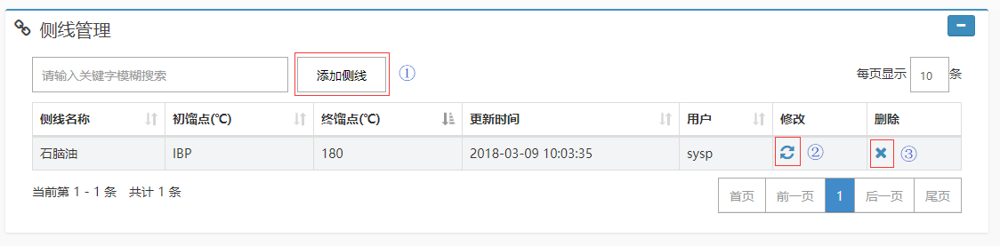 侧线管理
请输入关键字模糊搜索 添加侧线 ① 每页显示 10 条
侧线名称 初馏点(℃) 终馏点(℃) 更新时间 用户 修改 删除
石脑油 IBP 180 2018-03-09 10:03:35 sysp ② ③
当前第 1 - 1 条 共计 1 条 首页 前一页 1 后一页 尾页